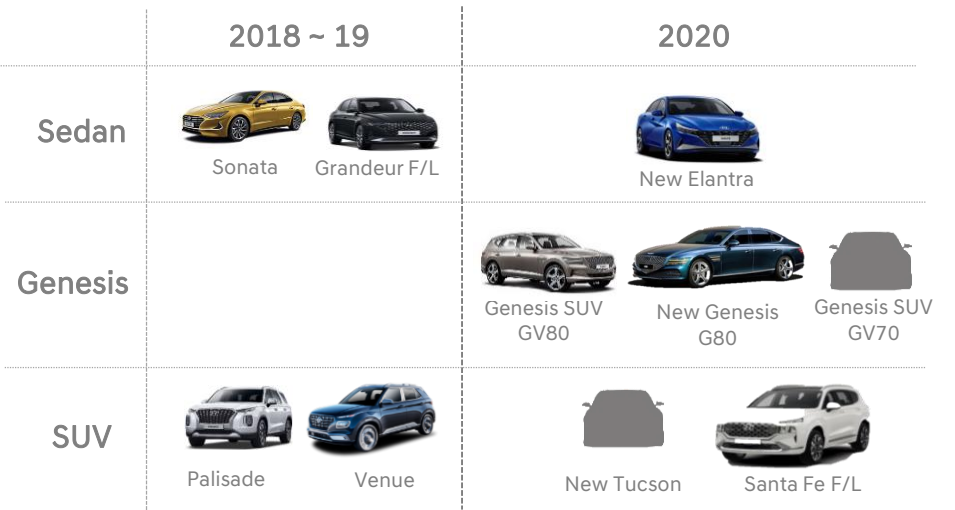 2018 ~ 19
2020
Sedan
Sonata
Grandeur F/L
New Elantra
Genesis
Genesis SUV
GV80
New Genesis
G80
Genesis SUV
GV70
SUV
Palisade
Venue
New Tucson
Santa Fe F/L